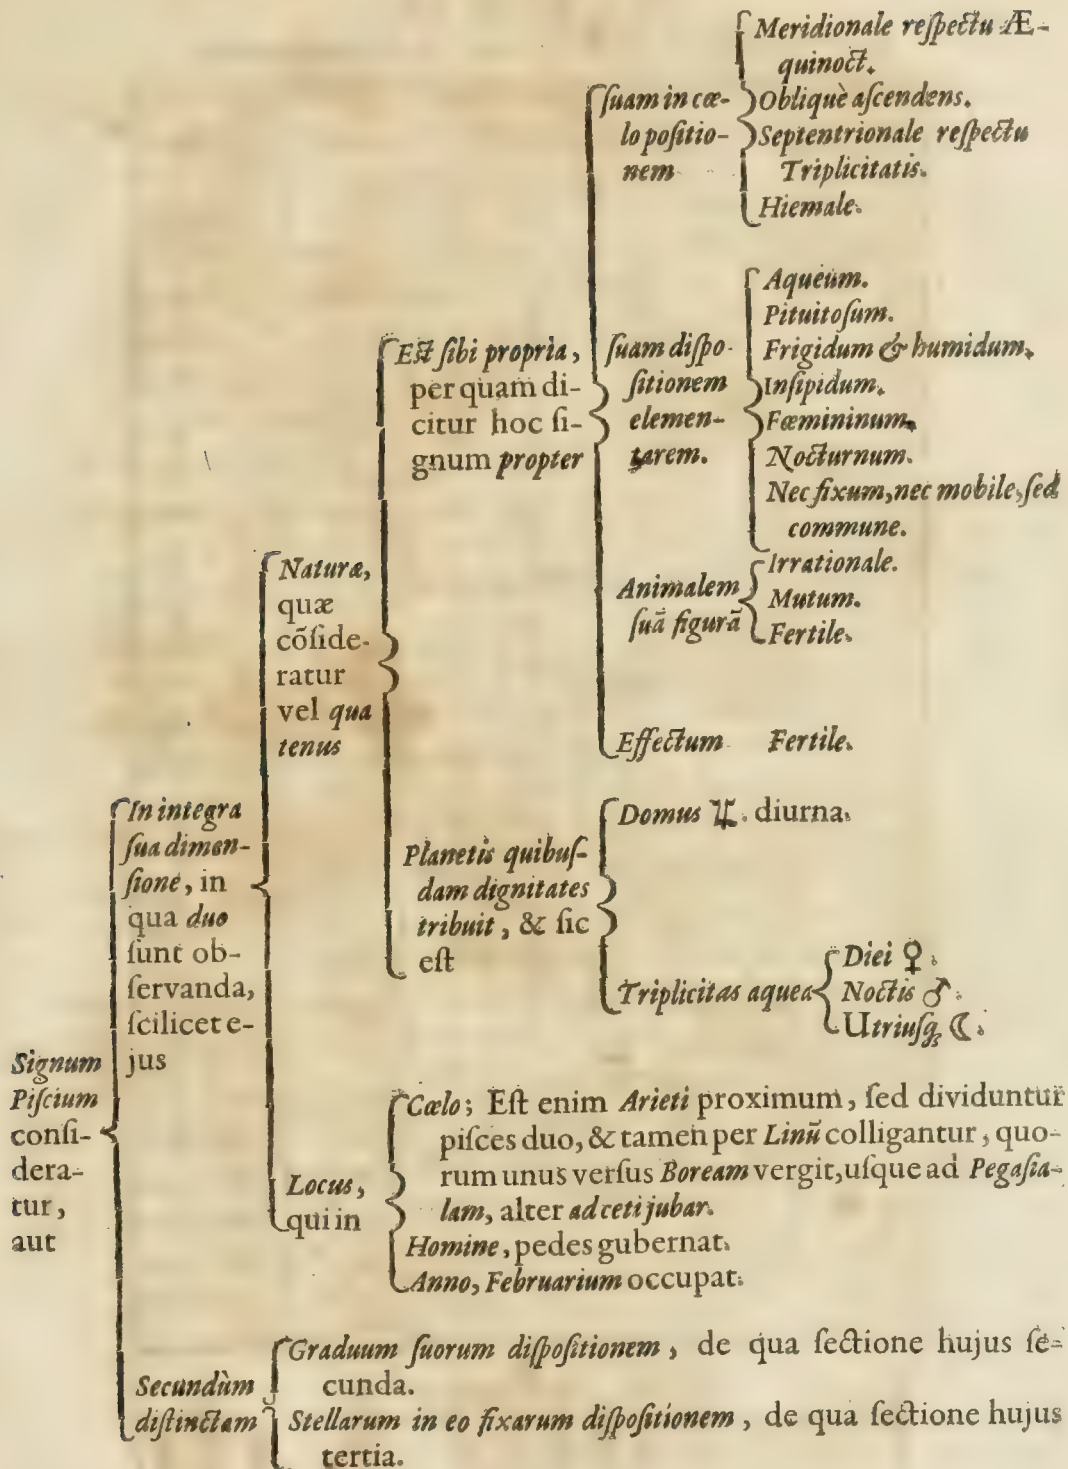 Signum
Piſcium
conſi-
dera-
tur,
aut
In integra
ſua dimen-
ſione, in
qua duo
ſunt ob-
ſervanda,
ſcilicet e-
jus
Naturæ,
quæ
cõſide-
ratur
vel qua
tenus
Eſt ſibi propria,
per quam di-
citur hoc ſi-
gnum propter
ſuam in cœ-
lo poſitio-
nem
Meridionale reſpectu Æ-
quinoct.
Obliquè aſcendens.
Septentrionale reſpectu
Triplicitatis.
Hiemale.
ſuam diſpo-
ſitionem
elemen-
tarem.
Aqueum.
Pituitoſum.
Frigidum & humidum.
Inſipidum.
Fœmininum.
Nocturnum.
Nec fixum, nec mobile, ſed
commune.
Animalem
ſuã figurã
Irrationale.
Mutum.
Fertile.
Effectum Fertile.
Planetis quibuſ-
dam dignitates
tribuit, & ſic
eſt
Domus ♃. diurna.
Triplicitas aquea
Diei ♀.
Noctis ♂.
Utriuſq; ☾.
Locus,
qui in
Cœlo; Eſt enim Arieti proximum, ſed dividuntur
piſces duo, & tamen per Linũ colligantur, quo-
rum unus verſus Boream vergit, uſque ad Pegaſi a-
lam, alter ad ceti jubar.
Homine, pedes gubernat.
Anno, Februarium occupat.
Secundùm
diſtinctam
Graduum ſuorum diſpoſitionem, de qua ſectione hujus ſe-
cunda.
Stellarum in eo fixarum diſpoſitionem, de qua ſectione hujus
tertia.